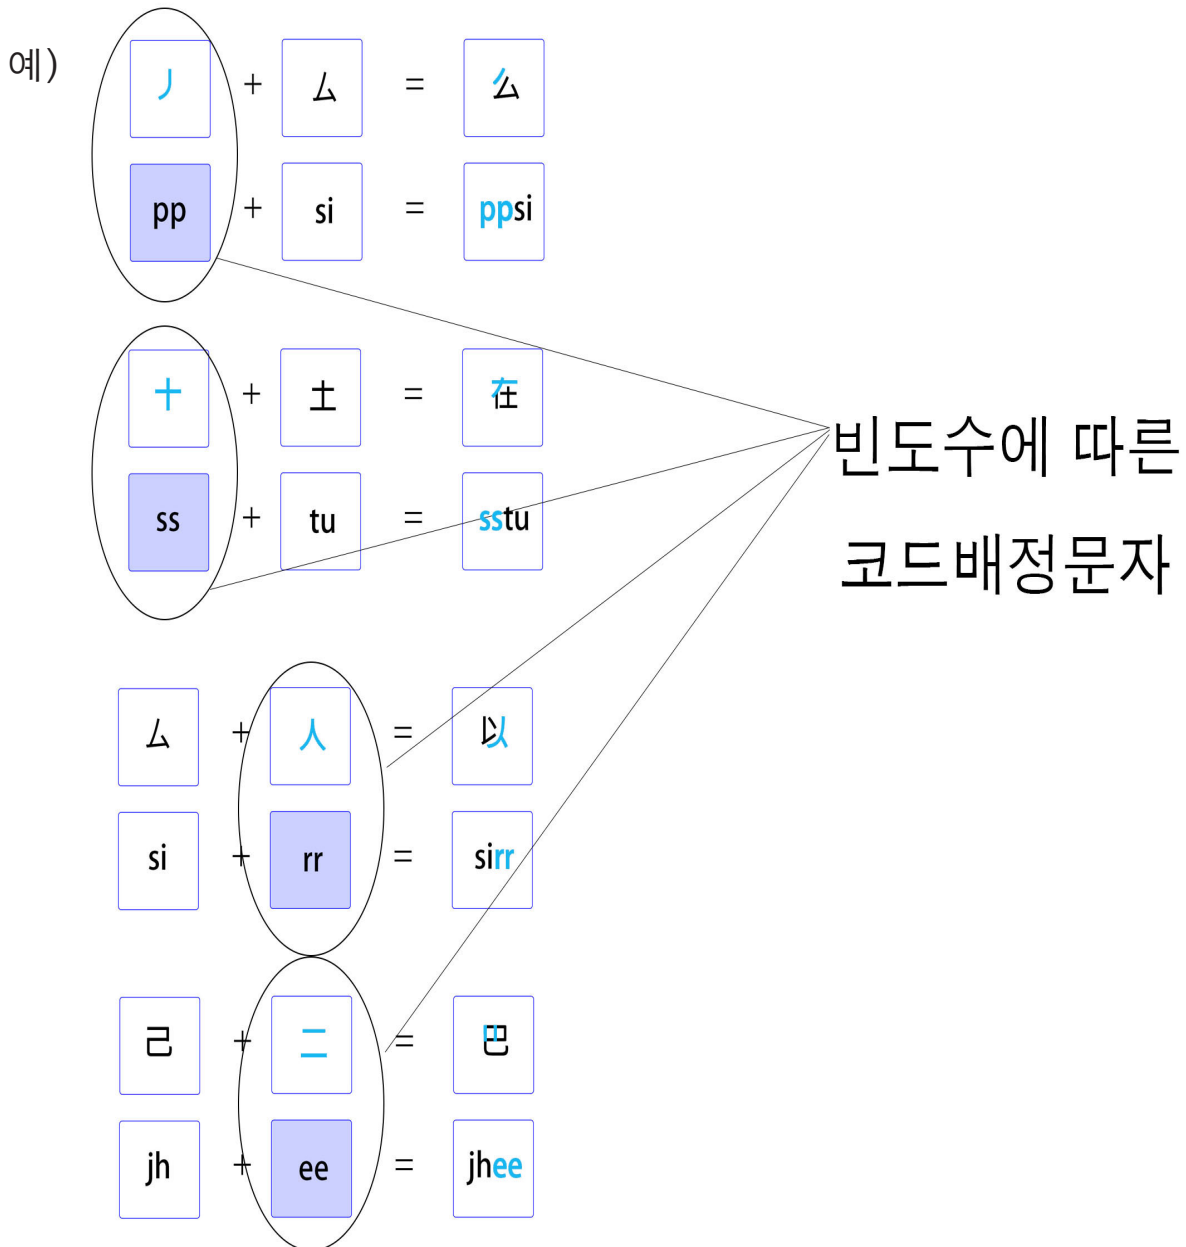 예)
丿 + 厶 = 么
pp + si = ppsi
十 + 土 = 在
ss + tu = sstu
빈도수에 따른
코드배정문자
厶 + 人 = 以
si + rr = sirr
己 + 二 = 巴
jh + ee = jhee